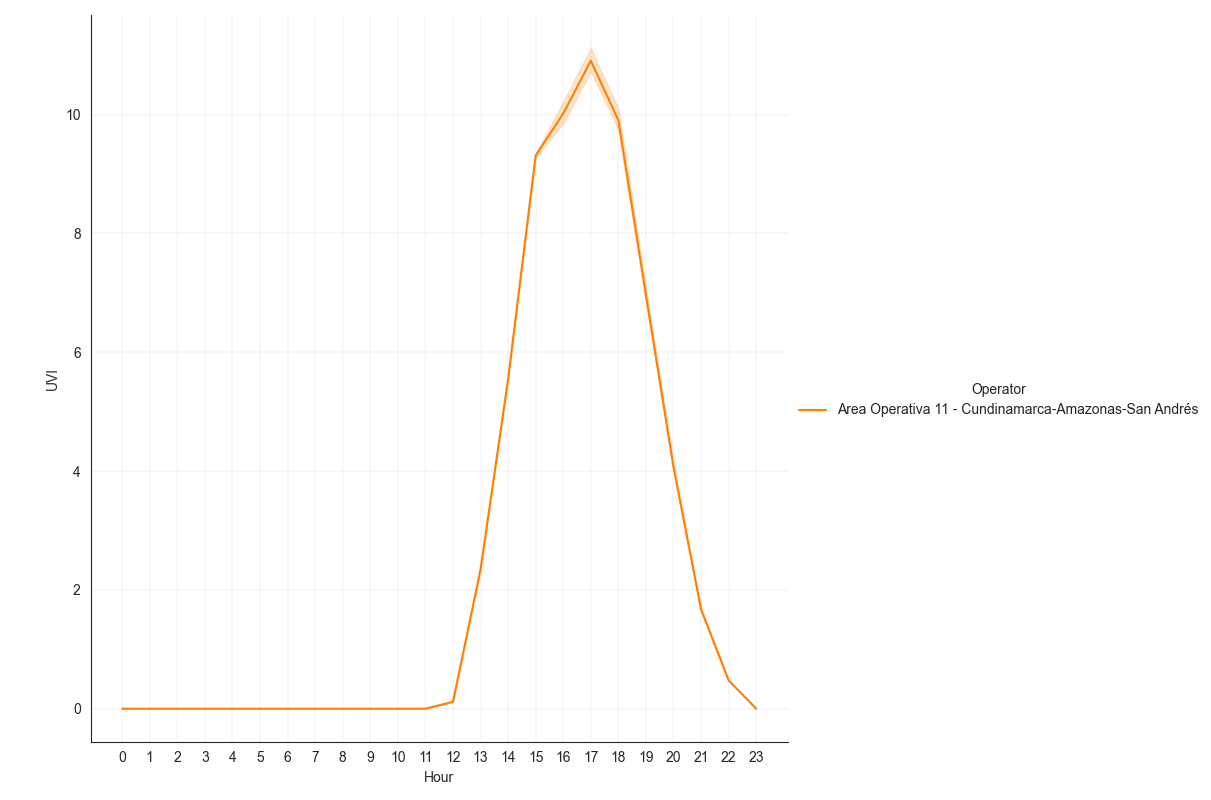 10
8
6
4
2
0
UVI
0 1 2 3 4 5 6 7 8 9 10 11 12 13 14 15 16 17 18 19 20 21 22 23
Hour
Operator
Area Operativa 11 - Cundinamarca-Amazonas-San Andrés